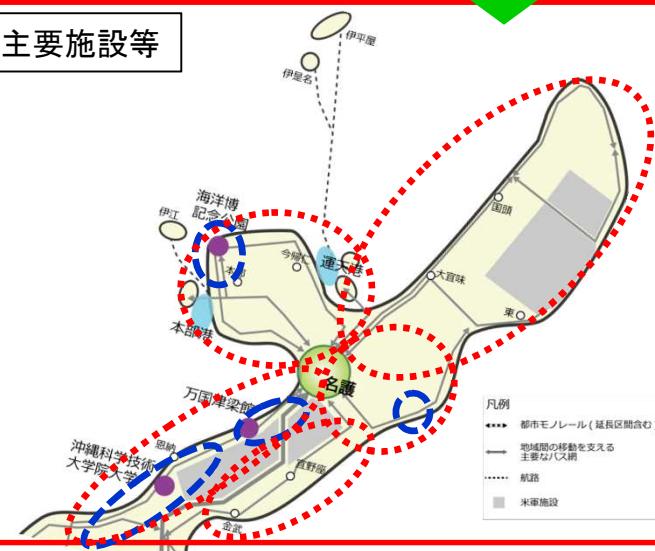 主要施設等
伊平屋
伊是名
海洋博
記念公園
伊江
国頭
今帰仁
運天港
本部
大宜味
東
本部港
名護
万国津梁館
凡例
都市モノレール(延長区間含む)
地域間の移動を支える
主要なバス網
航路
米軍施設
恩納
沖縄科学技術
大学院大学
宜野座
金武